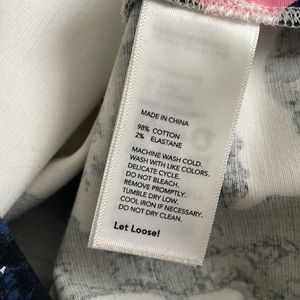 MADE IN CHINA
98% COTTON
2% ELASTANE
MACHINE WASH COLD.
WASH WITH LIKE COLORS.
DELICATE CYCLE.
DO NOT BLEACH.
REMOVE PROMPTLY.
TUMBLE DRY LOW.
COOL IRON IF NECESSARY.
DO NOT DRY CLEAN.
Let Loose!